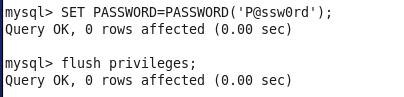 mysql> SET PASSWORD=PASSWORD('P@ssw0rd');
Query OK, 0 rows affected (0.00 sec)
mysql> flush privileges;
Query OK, 0 rows affected (0.00 sec)